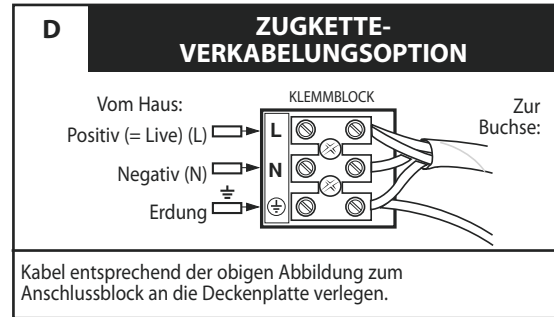 D
ZUGKETTE-
VERKABELUNGSOPTION
Vom Haus:
KLEMMBLOCK
Zur
Buchse:
Positiv (= Live) (L)
L
Negativ (N)
N
Erdung
Kabel entsprechend der obigen Abbildung zum
Anschlussblock an die Deckenplatte verlegen.